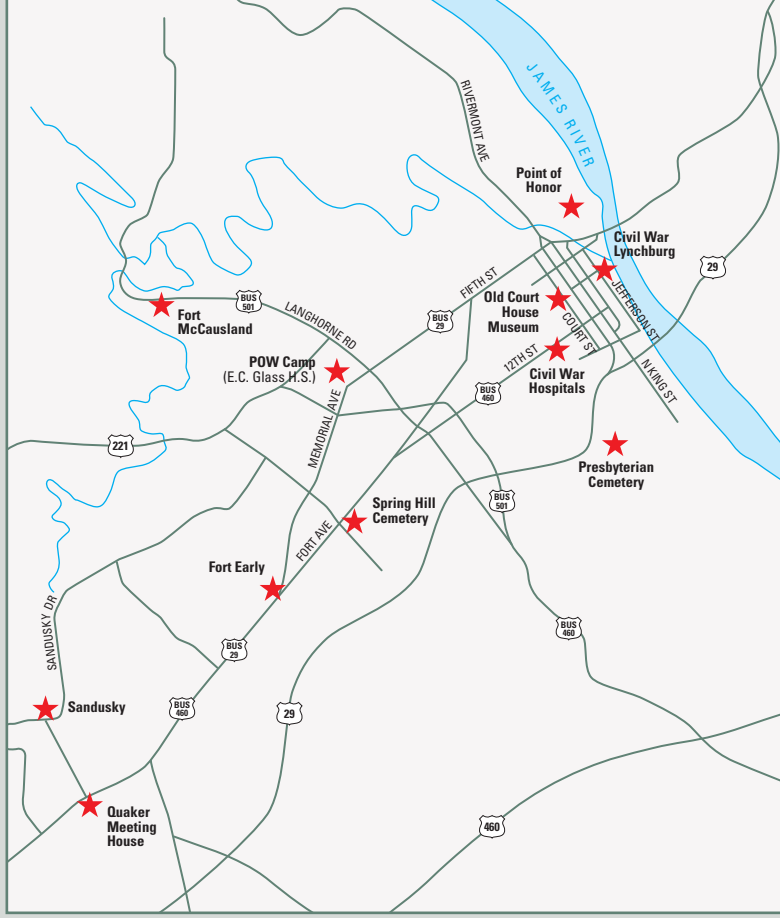 JAMES RIVER
RIVERMONT AVE
Point of
Honor
Civil War
Lynchburg
29
FIFTH ST
BUS
501
Fort
McCausland
LANGHORNE RD
BUS
29
Old Court
House
Museum
JEFFERSON ST
COURT ST
12TH ST
POW Camp
(E.C. Glass H.S.)
Civil War
Hospitals
N KING ST
BUS
460
MEMORIAL AVE
221
Presbyterian
Cemetery
Spring Hill
Cemetery
BUS
501
FORT AVE
Fort Early
SANDUSKY DR
BUS
29
BUS
460
Sandusky
BUS
460
29
Quaker
Meeting
House
460